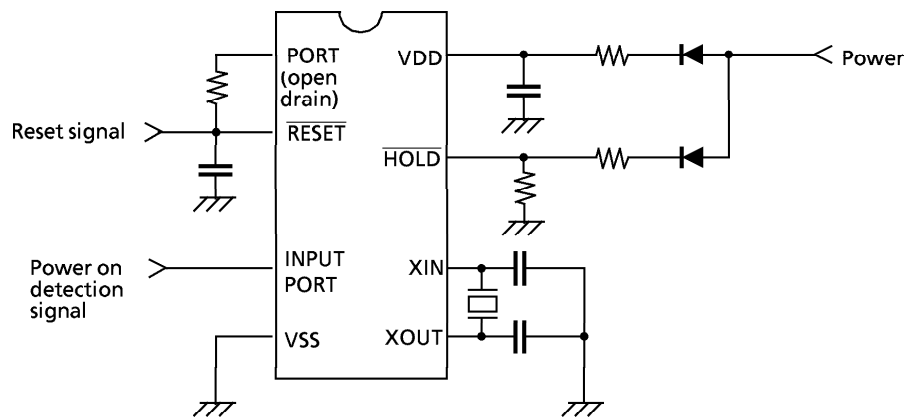 PORT
(open
drain)
VDD
Power
Reset signal
RESET
HOLD
INPUT
PORT
XIN
Power on
detection
signal
VSS
XOUT